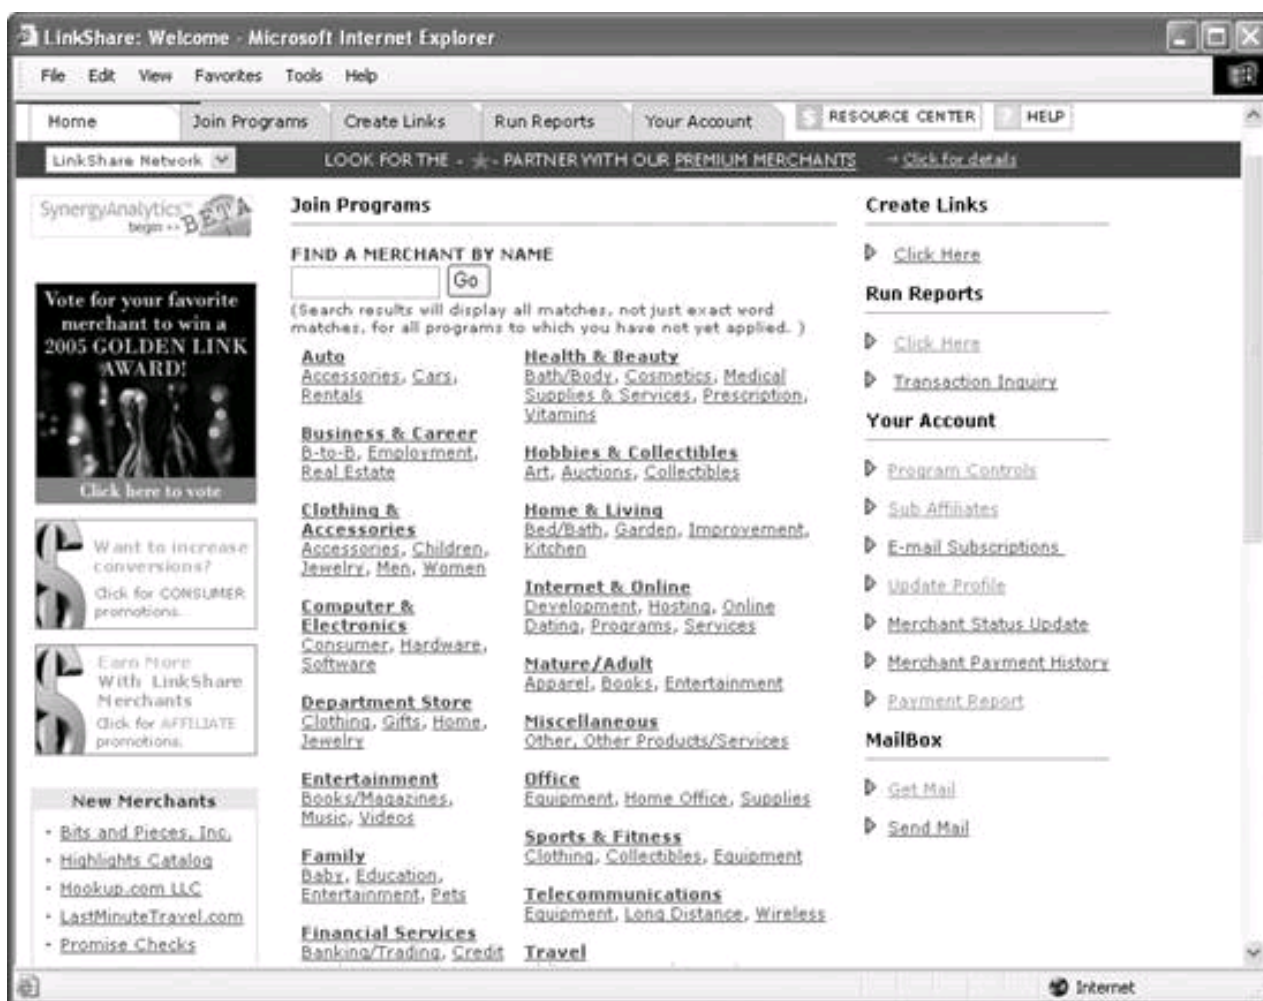 LinkShare: Welcome - Microsoft Internet Explorer
File Edit View Favorites Tools Help
Home Join Programs Create Links Run Reports Your Account RESOURCE CENTER ? HELP
LinkShare Network LOOK FOR THE - ★ - PARTNER WITH OUR PREMIUM MERCHANTS → Click for details
SynergyAnalytics™
begin >> BETA
Vote for your favorite
merchant to win a
2005 GOLDEN LINK
AWARD!
Click here to vote
Want to increase
conversions?
Click for CONSUMER
promotions.
Earn More
With LinkShare
Merchants
Click for AFFILIATE
promotions.
New Merchants
· Bits and Pieces, Inc.
· Highlights Catalog
· Hookup.com LLC
· LastMinuteTravel.com
· Promise Checks
Join Programs
FIND A MERCHANT BY NAME
Go
(Search results will display all matches, not just exact word
matches, for all programs to which you have not yet applied. )
Auto
Accessories, Cars,
Rentals
Business & Career
B-to-B, Employment,
Real Estate
Clothing &
Accessories
Accessories, Children,
Jewelry, Men, Women
Computer &
Electronics
Consumer, Hardware,
Software
Department Store
Clothing, Gifts, Home,
Jewelry
Entertainment
Books/Magazines,
Music, Videos
Family
Baby, Education,
Entertainment, Pets
Financial Services
Banking/Trading, Credit
Health & Beauty
Bath/Body, Cosmetics, Medical
Supplies & Services, Prescription,
Vitamins
Hobbies & Collectibles
Art, Auctions, Collectibles
Home & Living
Bed/Bath, Garden, Improvement,
Kitchen
Internet & Online
Development, Hosting, Online
Dating, Programs, Services
Mature/Adult
Apparel, Books, Entertainment
Miscellaneous
Other, Other Products/Services
Office
Equipment, Home Office, Supplies
Sports & Fitness
Clothing, Collectibles, Equipment
Telecommunications
Equipment, Long Distance, Wireless
Travel
Create Links
Click Here
Run Reports
Click Here
Transaction Inquiry
Your Account
Program Controls
Sub Affiliates
E-mail Subscriptions
Update Profile
Merchant Status Update
Merchant Payment History
Payment Report
MailBox
Get Mail
Send Mail
Internet